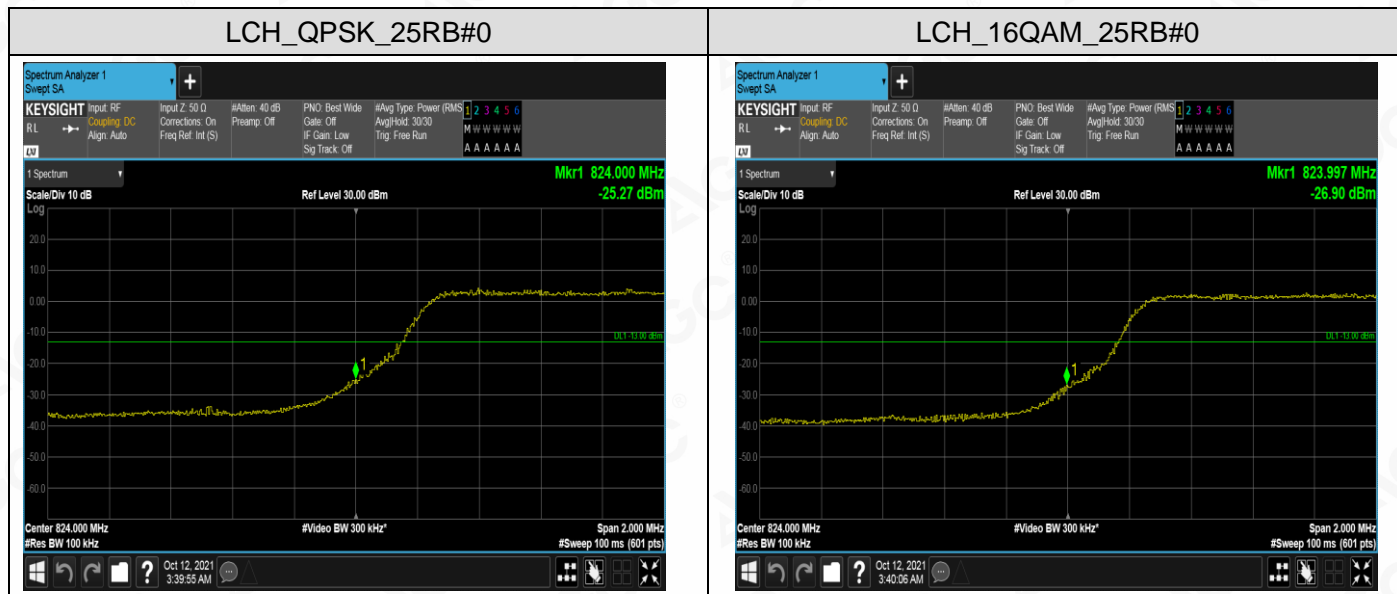 LCH_QPSK_25RB#0
Spectrum Analyzer 1
Swept SA
KEYSIGHT
RL
LXI
Input: RF
Coupling: DC
Align: Auto
Input Z: 50 Ω
Corrections: On
Freq Ref: Int (S)
#Atten: 40 dB
Preamp: Off
PNO: Best Wide
Gate: Off
IF Gain: Low
Sig Track: Off
#Avg Type: Power (RMS
Avg|Hold: 30/30
Trig: Free Run
1 2 3 4 5 6
M W W W W W
A A A A A A
1 Spectrum
Mkr1 824.000 MHz
Scale/Div 10 dB
Ref Level 30.00 dBm
-25.27 dBm
Log
20.0
10.0
0.00
-10.0
DL1 -13.00 dBm
-20.0
1
-30.0
-40.0
-50.0
-60.0
Center 824.000 MHz
#Video BW 300 kHz*
Span 2.000 MHz
#Res BW 100 kHz
#Sweep 100 ms (601 pts)
Oct 12, 2021
3:39:55 AM
LCH_16QAM_25RB#0
Spectrum Analyzer 1
Swept SA
KEYSIGHT
RL
LXI
Input: RF
Coupling: DC
Align: Auto
Input Z: 50 Ω
Corrections: On
Freq Ref: Int (S)
#Atten: 40 dB
Preamp: Off
PNO: Best Wide
Gate: Off
IF Gain: Low
Sig Track: Off
#Avg Type: Power (RMS
Avg|Hold: 30/30
Trig: Free Run
1 2 3 4 5 6
M W W W W W
A A A A A A
1 Spectrum
Mkr1 823.997 MHz
Scale/Div 10 dB
Ref Level 30.00 dBm
-26.90 dBm
Log
20.0
10.0
0.00
-10.0
DL1 -13.00 dBm
-20.0
1
-30.0
-40.0
-50.0
-60.0
Center 824.000 MHz
#Video BW 300 kHz*
Span 2.000 MHz
#Res BW 100 kHz
#Sweep 100 ms (601 pts)
Oct 12, 2021
3:40:06 AM